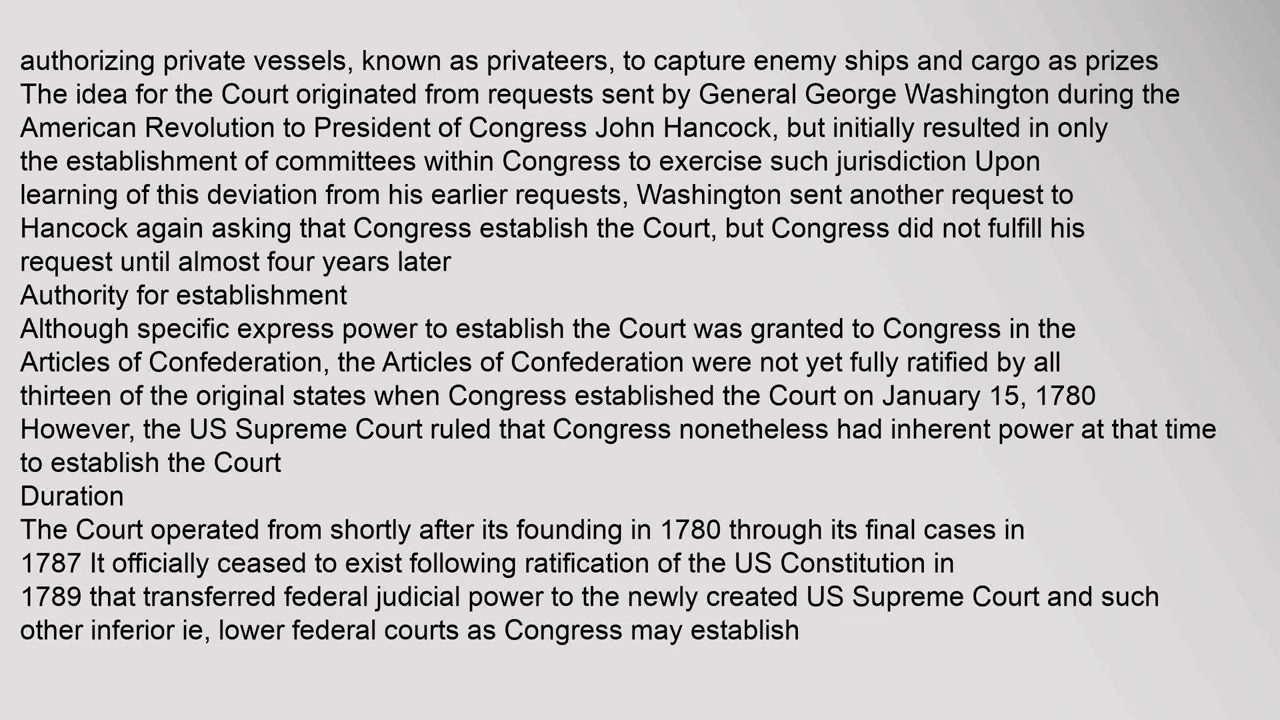 authorizing private vessels, known as privateers, to capture enemy ships and cargo as prizes
The idea for the Court originated from requests sent by General George Washington during the
American Revolution to President of Congress John Hancock, but initially resulted in only
the establishment of committees within Congress to exercise such jurisdiction Upon
learning of this deviation from his earlier requests, Washington sent another request to
Hancock again asking that Congress establish the Court, but Congress did not fulfill his
request until almost four years later
Authority for establishment
Although specific express power to establish the Court was granted to Congress in the
Articles of Confederation, the Articles of Confederation were not yet fully ratified by all
thirteen of the original states when Congress established the Court on January 15, 1780
However, the US Supreme Court ruled that Congress nonetheless had inherent power at that time
to establish the Court
Duration
The Court operated from shortly after its founding in 1780 through its final cases in
1787 It officially ceased to exist following ratification of the US Constitution in
1789 that transferred federal judicial power to the newly created US Supreme Court and such
other inferior ie, lower federal courts as Congress may establish